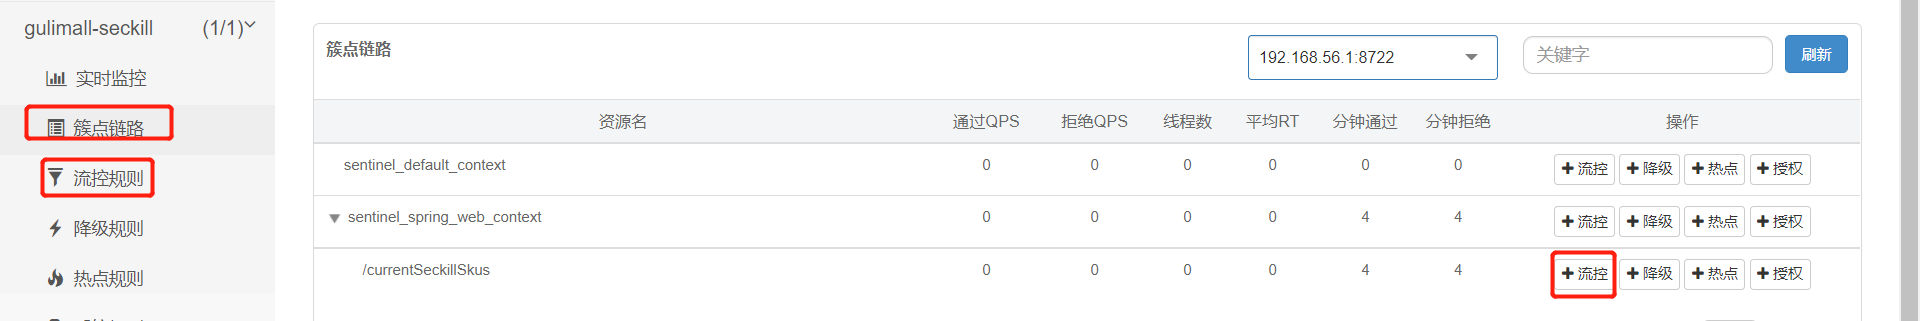 gulimall-seckill (1/1)
实时监控
簇点链路
流控规则
降级规则
热点规则
簇点链路 192.168.56.1:8722 关键字 刷新
资源名 通过QPS 拒绝QPS 线程数 平均RT 分钟通过 分钟拒绝 操作
sentinel_default_context 0 0 0 0 0 0 流控 降级 热点 授权
sentinel_spring_web_context 0 0 0 0 4 4 流控 降级 热点 授权
/currentSeckillSkus 0 0 0 0 4 4 流控 降级 热点 授权